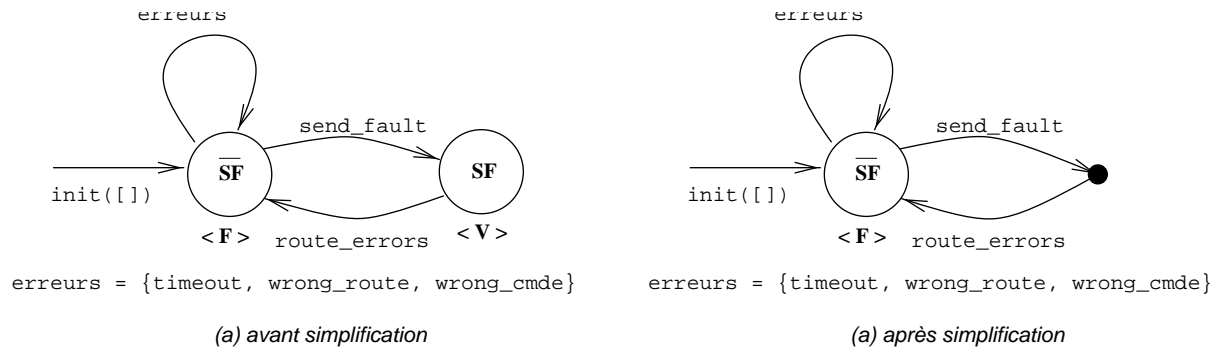 erreurs
send_fault
SF
SF
init([])
< F >
route_errors
< V >
erreurs = {timeout, wrong_route, wrong_cmde}
(a) avant simplification
erreurs
send_fault
SF
init([])
< F >
route_errors
erreurs = {timeout, wrong_route, wrong_cmde}
(a) après simplification